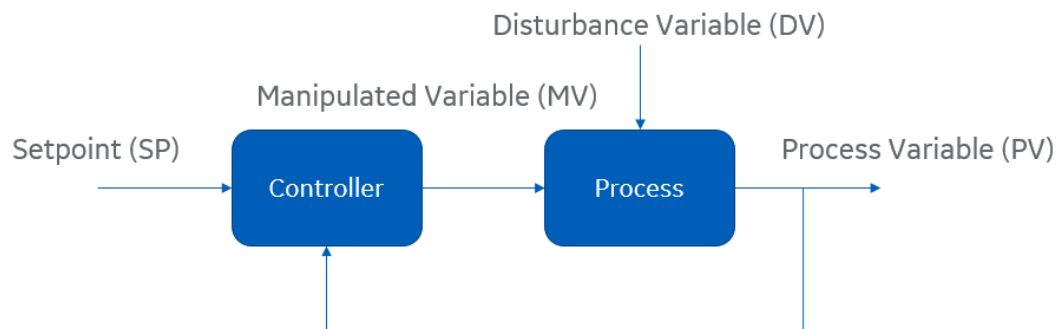 Disturbance Variable (DV)
Manipulated Variable (MV)
Setpoint (SP)
Process Variable (PV)
Controller
Process